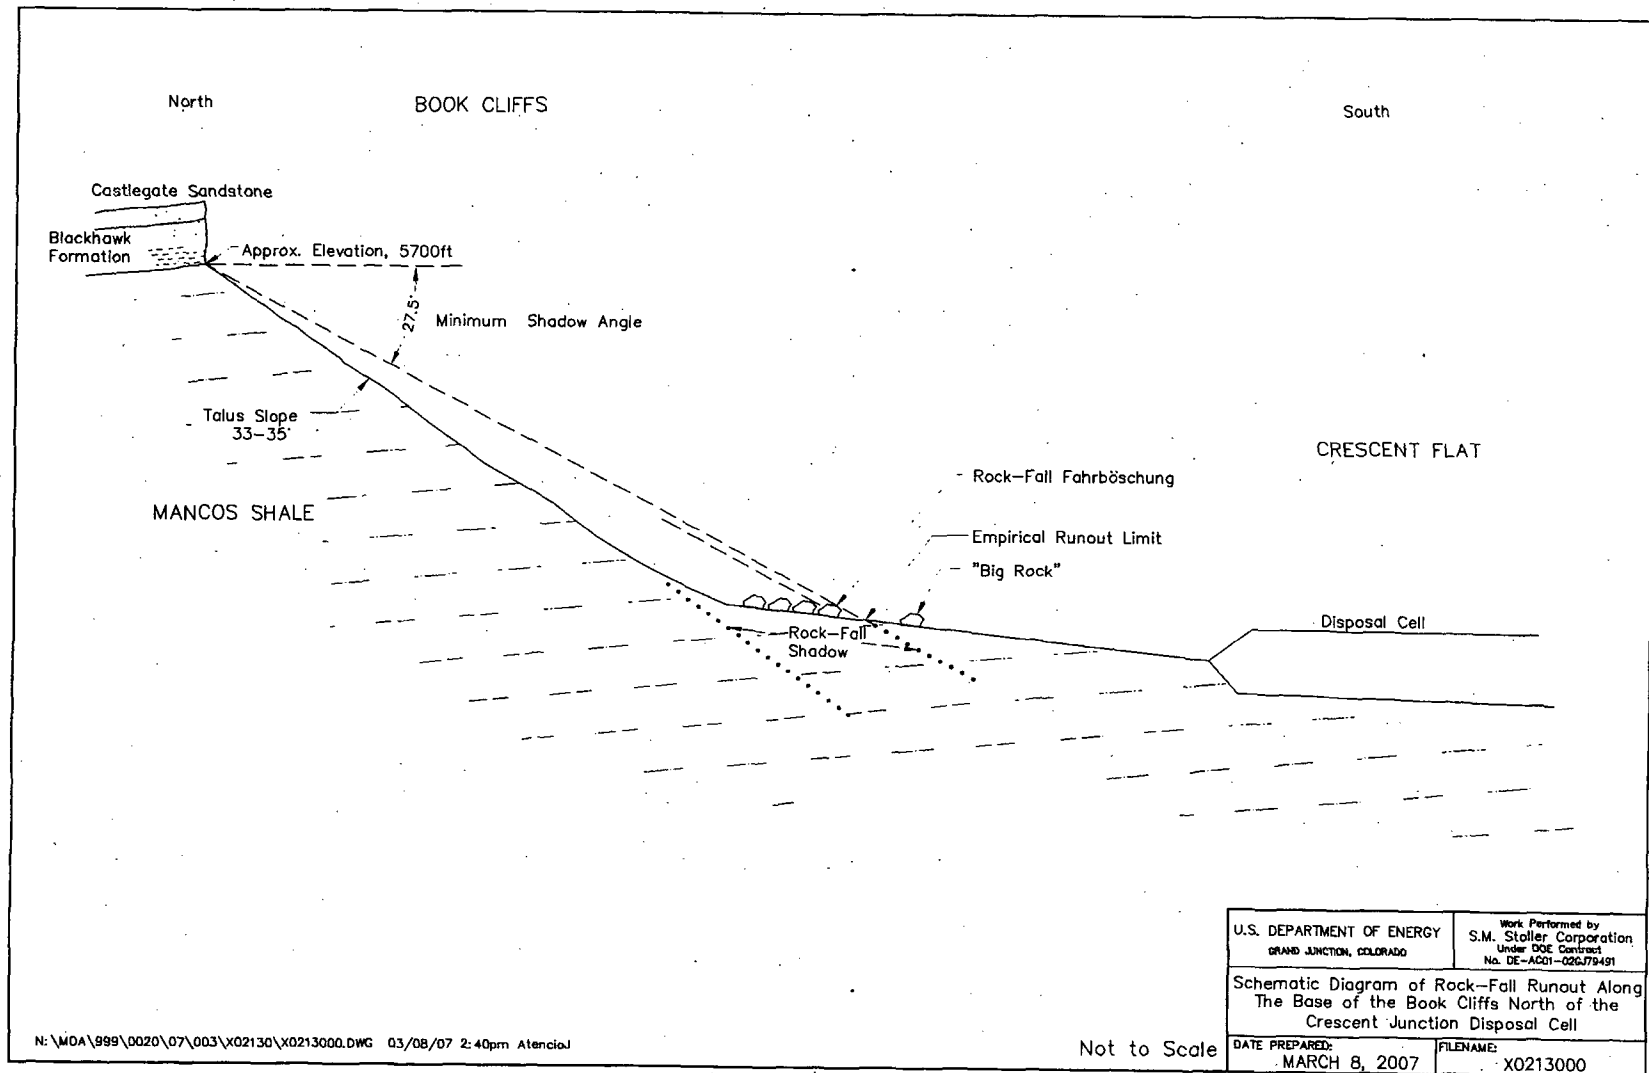 North
BOOK CLIFFS
South
Castlegate Sandstone
Blackhawk
Formation
Approx. Elevation, 5700ft
27.5°
Minimum Shadow Angle
Talus Slope
33-35°
CRESCENT FLAT
Rock-Fall Fahrböschung
MANCOS SHALE
Empirical Runout Limit
"Big Rock"
Rock-Fall
Shadow
Disposal Cell
U.S. DEPARTMENT OF ENERGY
GRAND JUNCTION, COLORADO
Work Performed by
S.M. Stoller Corporation
Under DOE Contract
No. DE-AC01-02GJ79491
Schematic Diagram of Rock-Fall Runout Along
The Base of the Book Cliffs North of the
Crescent Junction Disposal Cell
N:\MOA\999\0020\07\003\X02130\X0213000.DWG 03/08/07 2:40pm AtencioJ
Not to Scale
DATE PREPARED:
MARCH 8, 2007
FILENAME:
X0213000